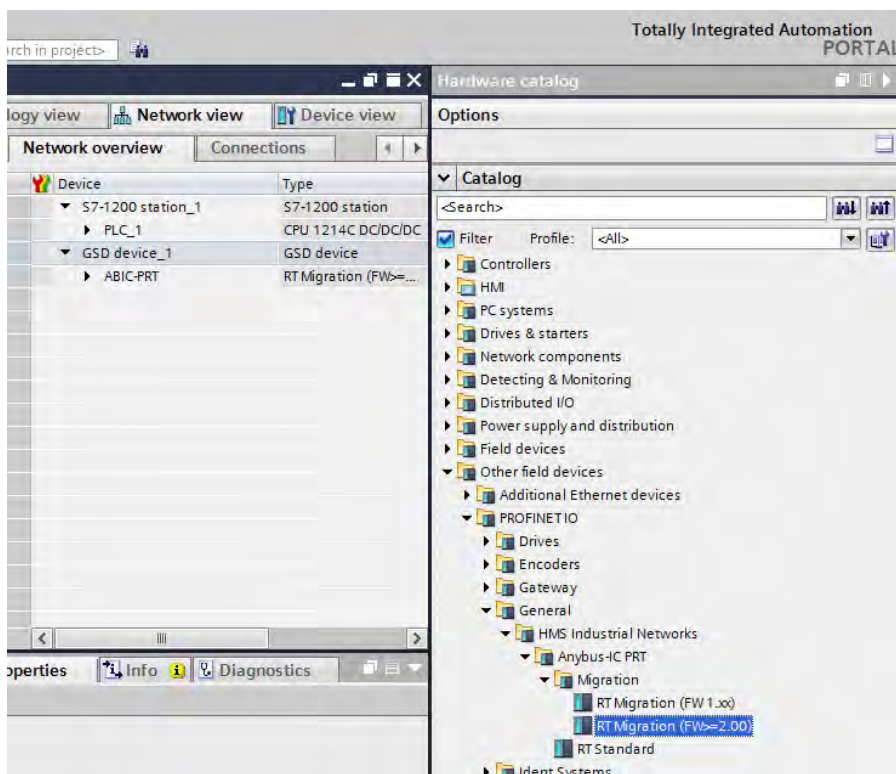 Totally Integrated Automation
PORTAL
rch in project>
Hardware catalog
logy view Network view Device view
Options
Network overview Connections
Catalog
Device Type
<Search>
S7-1200 station_1 S7-1200 station
PLC_1 CPU 1214C DC/DC/DC
Filter Profile: <All>
GSD device_1 GSD device
ABIC-PRT RT Migration (FW>=...
Controllers
HMI
PC systems
Drives & starters
Network components
Detecting & Monitoring
Distributed I/O
Power supply and distribution
Field devices
Other field devices
Additional Ethernet devices
PROFINET IO
Drives
Encoders
Gateway
General
HMS Industrial Networks
Anybus-IC PRT
Migration
RT Migration (FW 1.xx)
RT Migration (FW>=2.00)
RT Standard
Ident Systems
operties Info Diagnostics